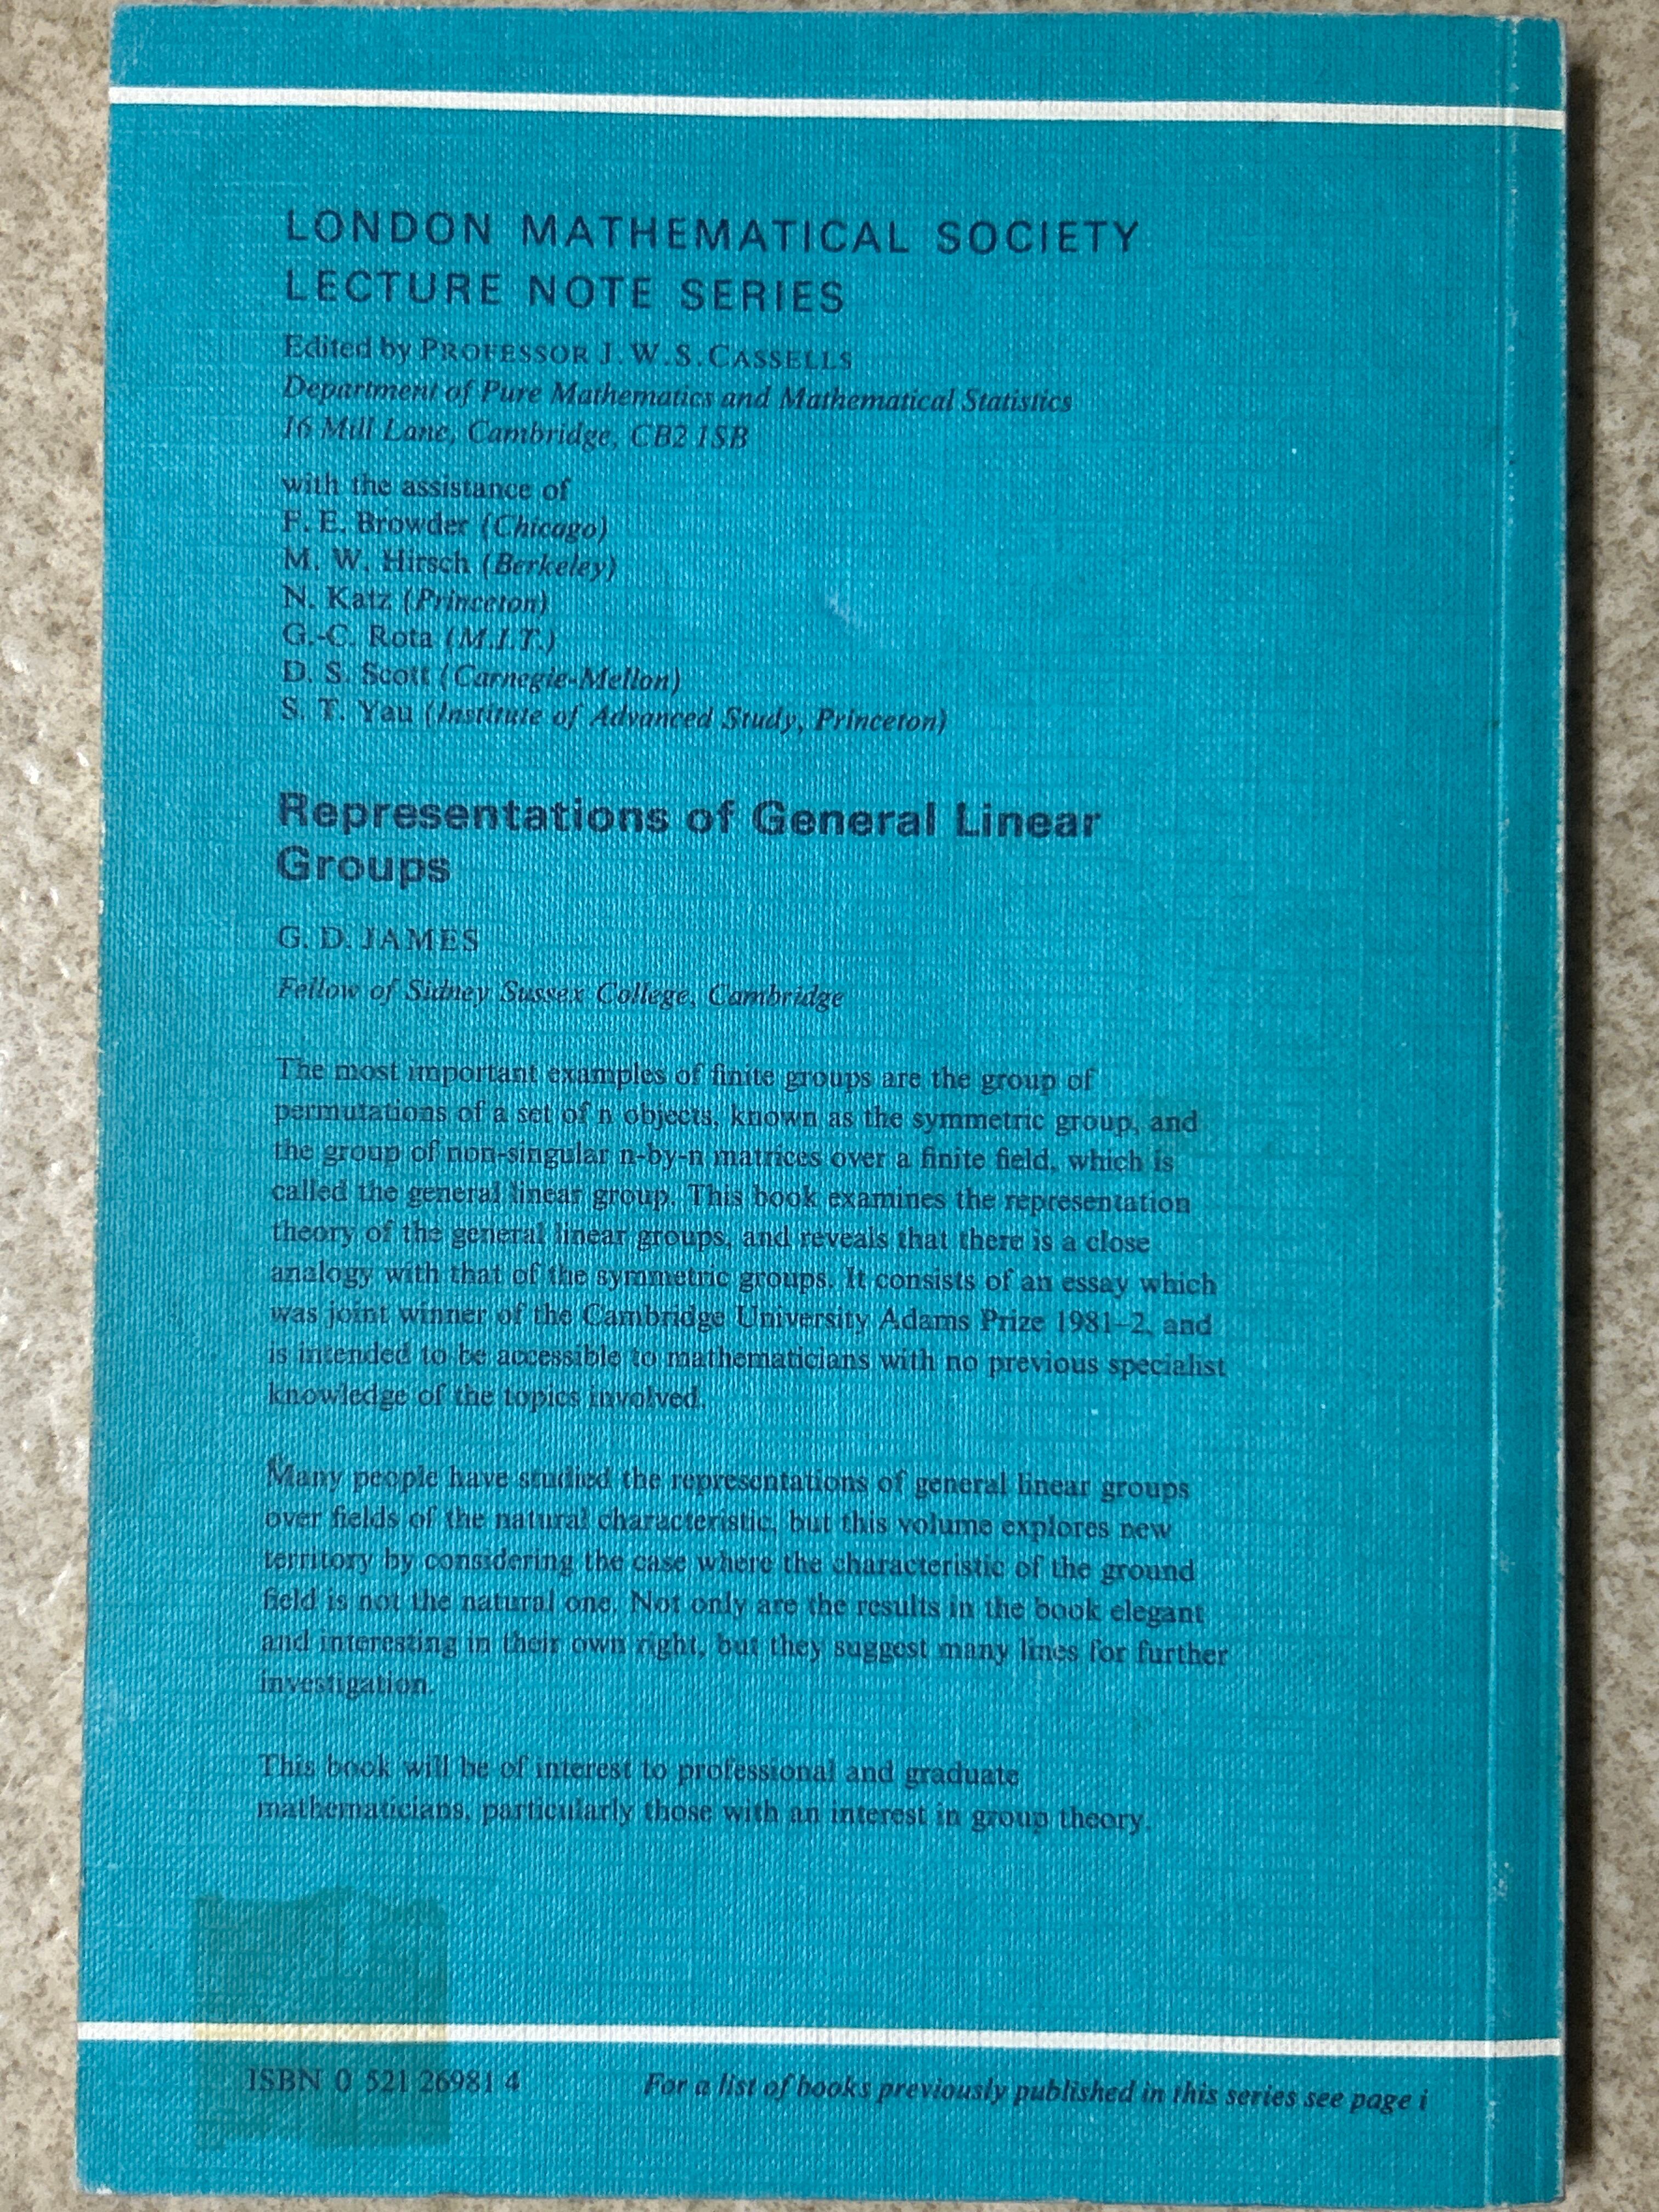 LONDON MATHEMATICAL SOCIETY
LECTURE NOTE SERIES
Edited by PROFESSOR J.W.S.CASSELLS
Department of Pure Mathematics and Mathematical Statistics
16 Mill Lane, Cambridge, CB2 1SB
with the assistance of
F. E. Browder (Chicago)
M. W. Hirsch (Berkeley)
N. Katz (Princeton)
G.-C. Rota (M.I.T.)
D. S. Scott (Carnegie-Mellon)
S. T. Yau (Institute of Advanced Study, Princeton)
Representations of General Linear
Groups
G. D. JAMES
Fellow of Sidney Sussex College, Cambridge
The most important examples of finite groups are the group of
permutations of a set of n objects, known as the symmetric group, and
the group of non-singular n-by-n matrices over a finite field, which is
called the general linear group. This book examines the representation
theory of the general linear groups, and reveals that there is a close
analogy with that of the symmetric groups. It consists of an essay which
was joint winner of the Cambridge University Adams Prize 1981–2, and
is intended to be accessible to mathematicians with no previous specialist
knowledge of the topics involved.
Many people have studied the representations of general linear groups
over fields of the natural characteristic, but this volume explores new
territory by considering the case where the characteristic of the ground
field is not the natural one. Not only are the results in the book elegant
and interesting in their own right, but they suggest many lines for further
investigation.
This book will be of interest to professional and graduate
mathematicians, particularly those with an interest in group theory.
ISBN 0 521 26981 4
For a list of books previously published in this series see page i